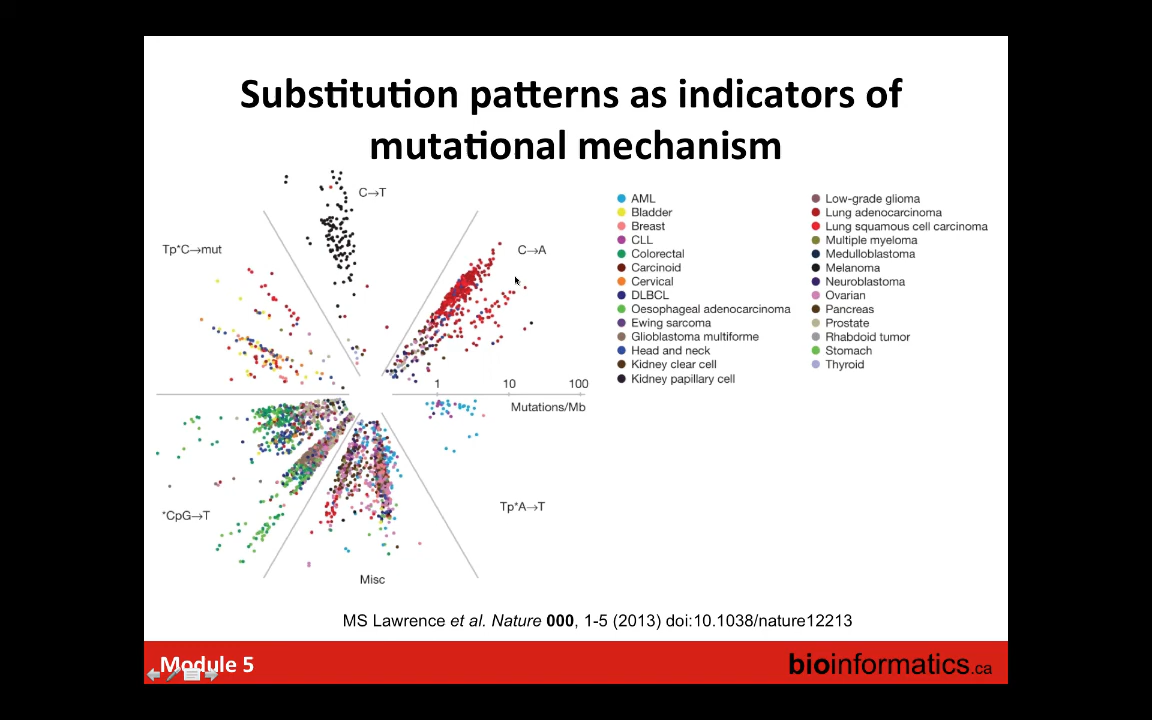 Substitution patterns as indicators of
mutational mechanism
C→T
Tp*C→mut
C→A
1 10 100
Mutations/Mb
*CpG→T
Tp*A→T
Misc
AML
Bladder
Breast
CLL
Colorectal
Carcinoid
Cervical
DLBCL
Oesophageal adenocarcinoma
Ewing sarcoma
Glioblastoma multiforme
Head and neck
Kidney clear cell
Kidney papillary cell
Low-grade glioma
Lung adenocarcinoma
Lung squamous cell carcinoma
Multiple myeloma
Medulloblastoma
Melanoma
Neuroblastoma
Ovarian
Pancreas
Prostate
Rhabdoid tumor
Stomach
Thyroid
MS Lawrence et al. Nature 000, 1-5 (2013) doi:10.1038/nature12213
Module 5
bioinformatics.ca